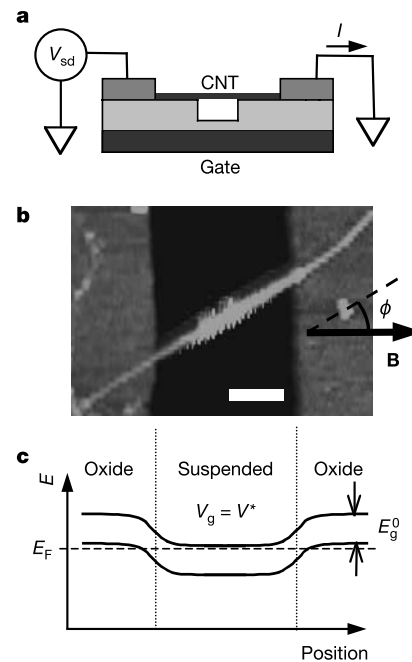 a
V_sd
I
CNT
Gate
b
ϕ
B
c
Oxide Suspended Oxide
E
V_g = V*
E_g^0
E_F
Position